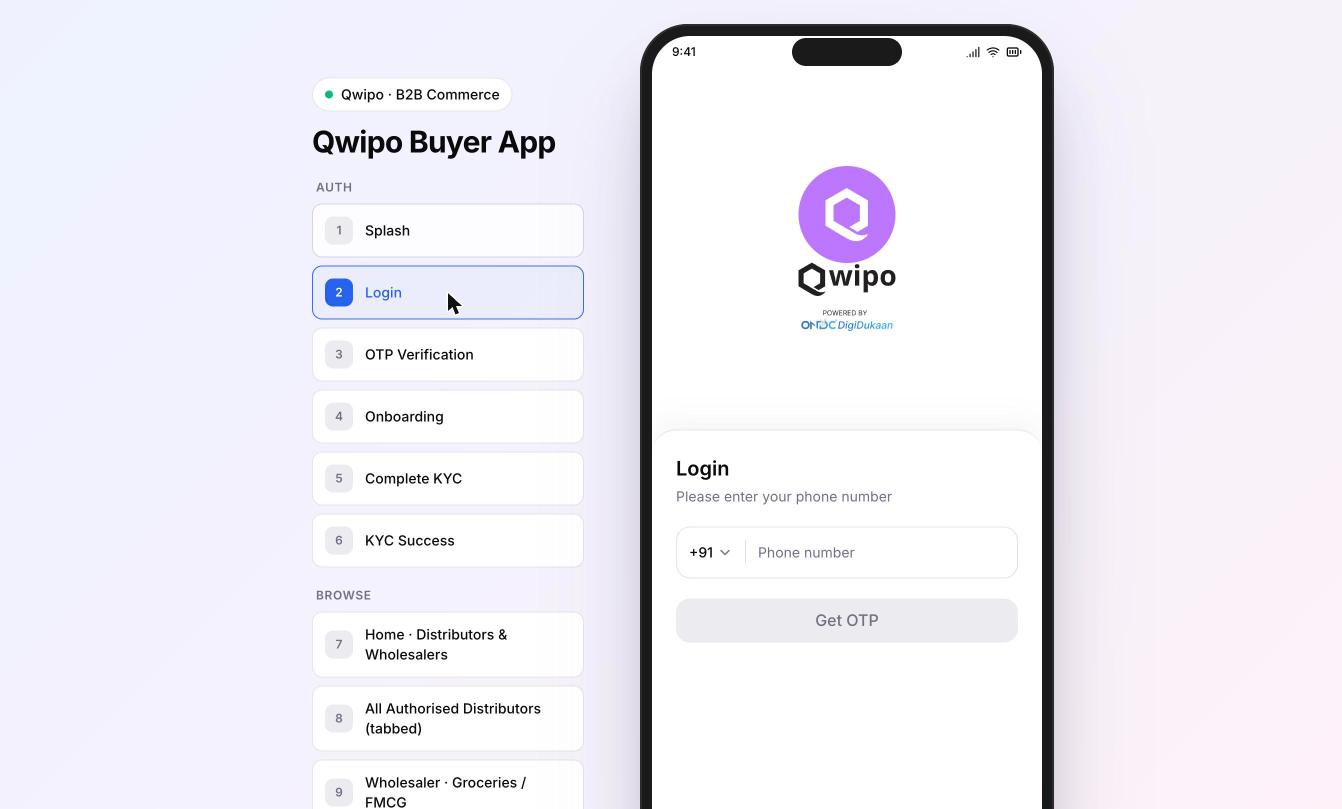 Qwipo · B2B Commerce
Qwipo Buyer App
AUTH
1 Splash
2 Login
3 OTP Verification
4 Onboarding
5 Complete KYC
6 KYC Success
BROWSE
7 Home · Distributors &
Wholesalers
8 All Authorised Distributors
(tabbed)
9 Wholesaler · Groceries /
FMCG
9:41
Qwipo
POWERED BY
ONDC DigiDukaan
Login
Please enter your phone number
+91 Phone number
Get OTP